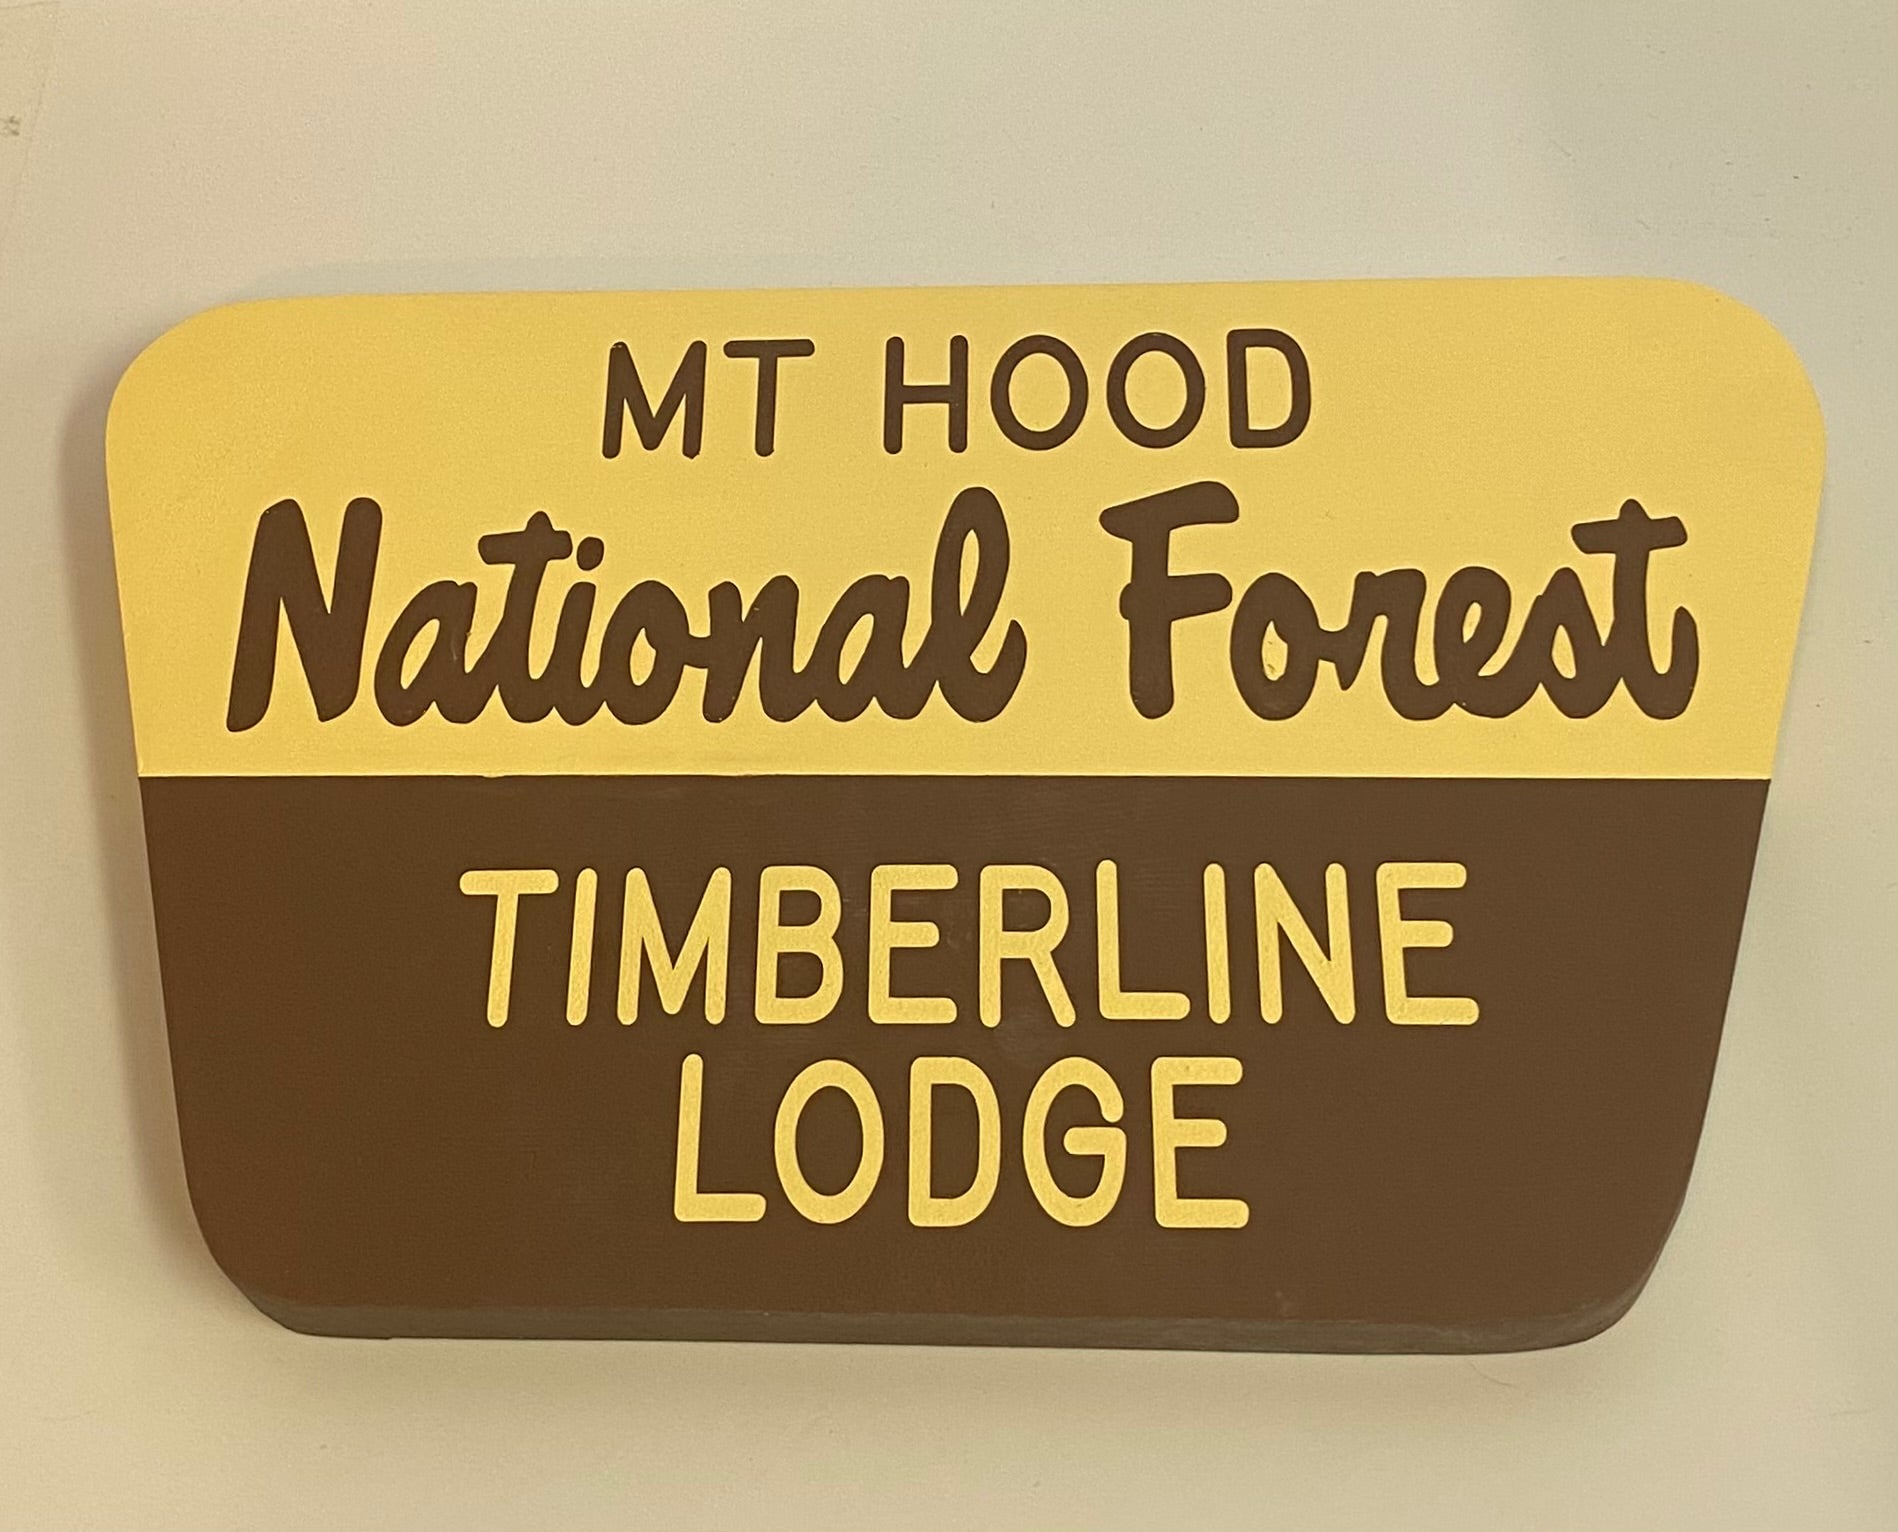 MT HOOD
National Forest
TIMBERLINE
LODGE